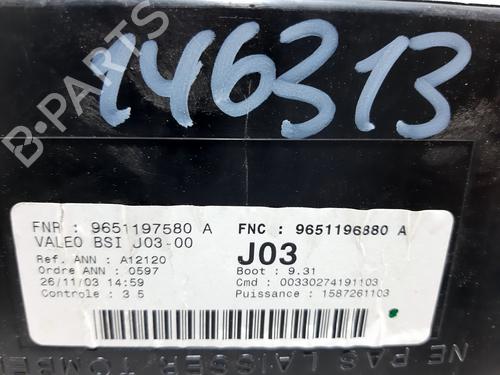 146313
B-PARTS
FNR : 9651197580 A
FNC : 9651196880 A
VALEO BSI J03-00
J03
Ref. ANN : A12120
Boot : 9.31
Ordre ANN : 0597
Cmd : 00330274191103
26/11/03 14:59
Puissance : 1587261103
Controle : 3 5
NE PAS LAISSER TOMBER